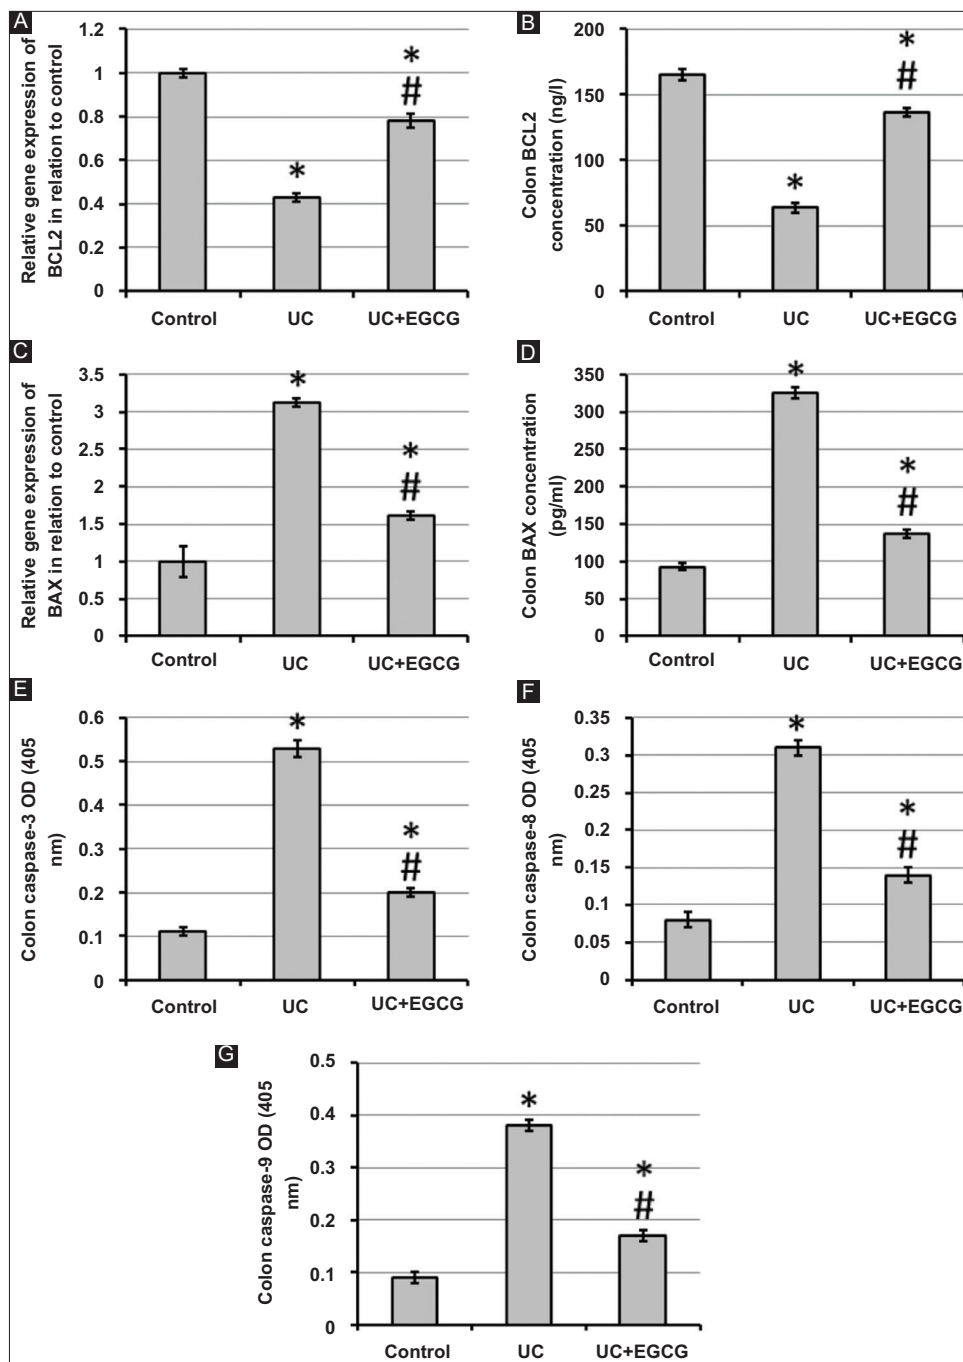 A
Relative gene expression of
BCL2 in relation to control
1.2
1
0.8
0.6
0.4
0.2
0
*
*
#
Control UC UC+EGCG
B
Colon BCL2
concentration (ng/l)
200
150
100
50
0
*
*
#
Control UC UC+EGCG
C
Relative gene expression of
BAX in relation to control
3.5
3
2.5
2
1.5
1
0.5
0
*
*
#
Control UC UC+EGCG
D
Colon BAX concentration
(pg/ml)
350
300
250
200
150
100
50
0
*
*
#
Control UC UC+EGCG
E
Colon caspase-3 OD (405
nm)
0.6
0.5
0.4
0.3
0.2
0.1
0
*
*
#
Control UC UC+EGCG
F
Colon caspase-8 OD (405
nm)
0.35
0.3
0.25
0.2
0.15
0.1
0.05
0
*
*
#
Control UC UC+EGCG
G
Colon caspase-9 OD (405
nm)
0.5
0.4
0.3
0.2
0.1
0
*
*
#
Control UC UC+EGCG